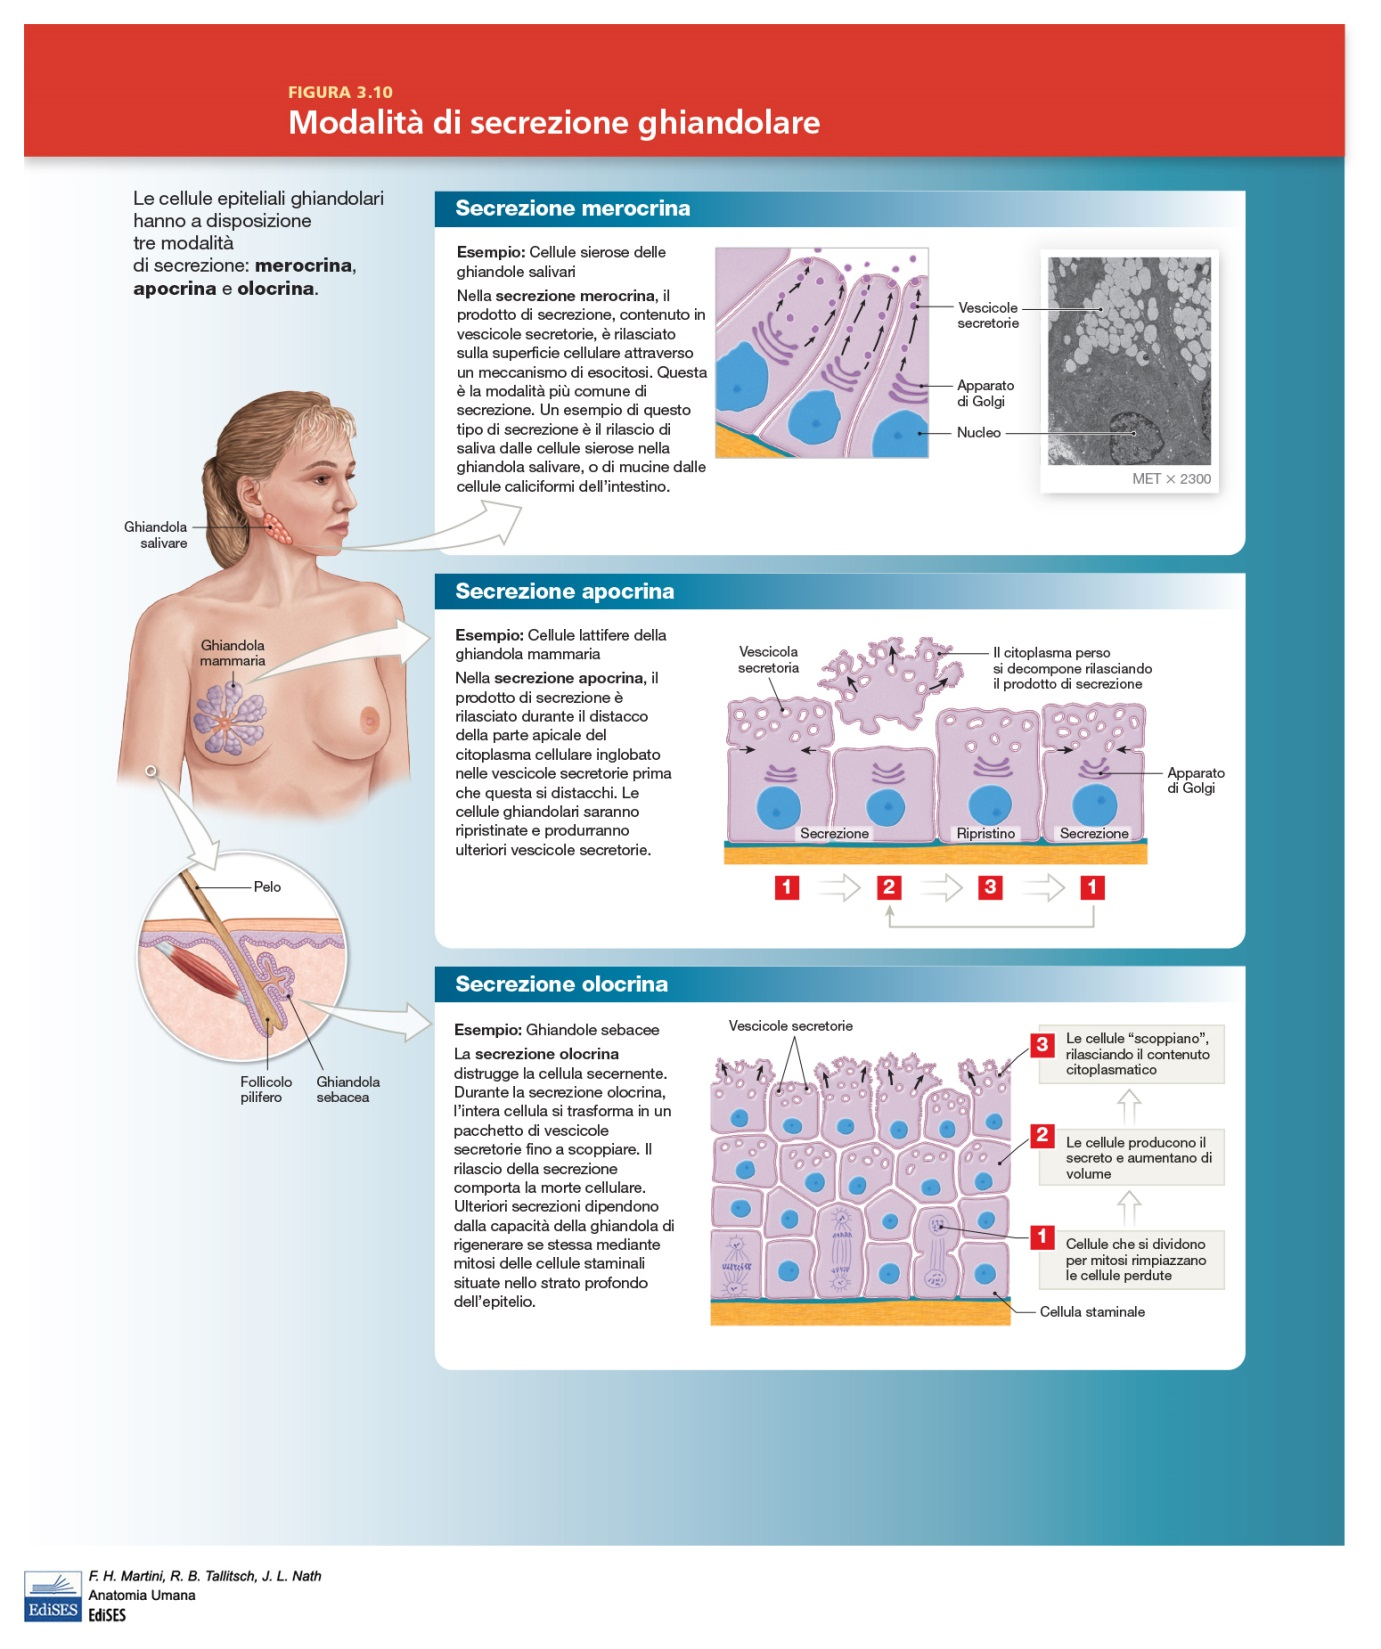 FIGURA 3.10
Modalità di secrezione ghiandolare
Le cellule epiteliali ghiandolari
hanno a disposizione
tre modalità
di secrezione: merocrina,
apocrina e olocrina.
Secrezione merocrina
Esempio: Cellule sierose delle
ghiandole salivari
Nella secrezione merocrina, il
prodotto di secrezione, contenuto in
vescicole secretorie, è rilasciato
sulla superficie cellulare attraverso
un meccanismo di esocitosi. Questa
è la modalità più comune di
secrezione. Un esempio di questo
tipo di secrezione è il rilascio di
saliva dalle cellule sierose nella
ghiandola salivare, o di mucine dalle
cellule caliciformi dell'intestino.
Vescicole
secretorie
Apparato
di Golgi
Nucleo
MET × 2300
Ghiandola
salivare
Ghiandola
mammaria
Secrezione apocrina
Esempio: Cellule lattifere della
ghiandola mammaria
Nella secrezione apocrina, il
prodotto di secrezione è
rilasciato durante il distacco
della parte apicale del
citoplasma cellulare inglobato
nelle vescicole secretorie prima
che questa si distacchi. Le
cellule ghiandolari saranno
ripristinate e produrranno
ulteriori vescicole secretorie.
Vescicola
secretoria
Il citoplasma perso
si decompone rilasciando
il prodotto di secrezione
Apparato
di Golgi
Secrezione
Ripristino
Secrezione
1
2
3
1
Pelo
Follicolo
pilifero
Ghiandola
sebacea
Secrezione olocrina
Esempio: Ghiandole sebacee
La secrezione olocrina
distrugge la cellula secernente.
Durante la secrezione olocrina,
l'intera cellula si trasforma in un
pacchetto di vescicole
secretorie fino a scoppiare. Il
rilascio della secrezione
comporta la morte cellulare.
Ulteriori secrezioni dipendono
dalla capacità della ghiandola di
rigenerare se stessa mediante
mitosi delle cellule staminali
situate nello strato profondo
dell'epitelio.
Vescicole secretorie
3
Le cellule “scoppiano”,
rilasciando il contenuto
citoplasmatico
2
Le cellule producono il
secreto e aumentano di
volume
1
Cellule che si dividono
per mitosi rimpiazzano
le cellule perdute
Cellula staminale
EdiSES
F. H. Martini, R. B. Tallitsch, J. L. Nath
Anatomia Umana
EdiSES